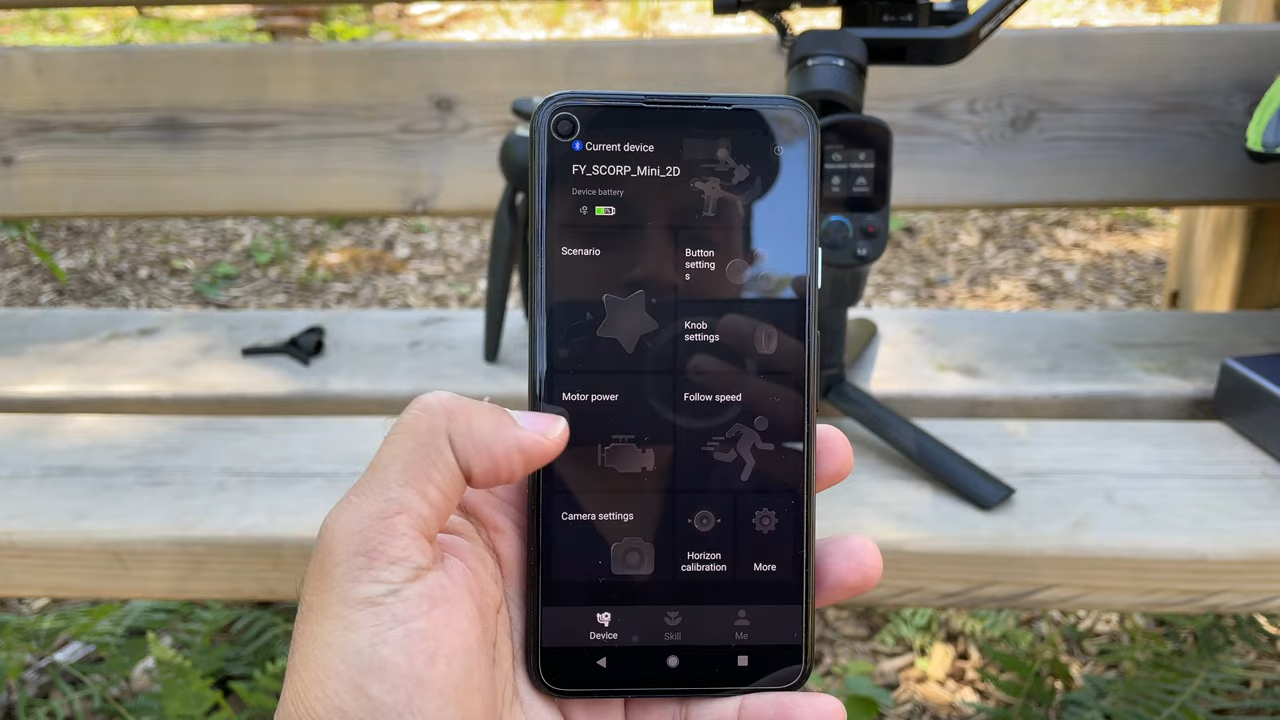 Current device
FY_SCORP_Mini_2D
Device battery
Scenario
Button
setting
s
Knob
settings
Motor power
Follow speed
Camera settings
Horizon
calibration
More
Device
Skill
Me